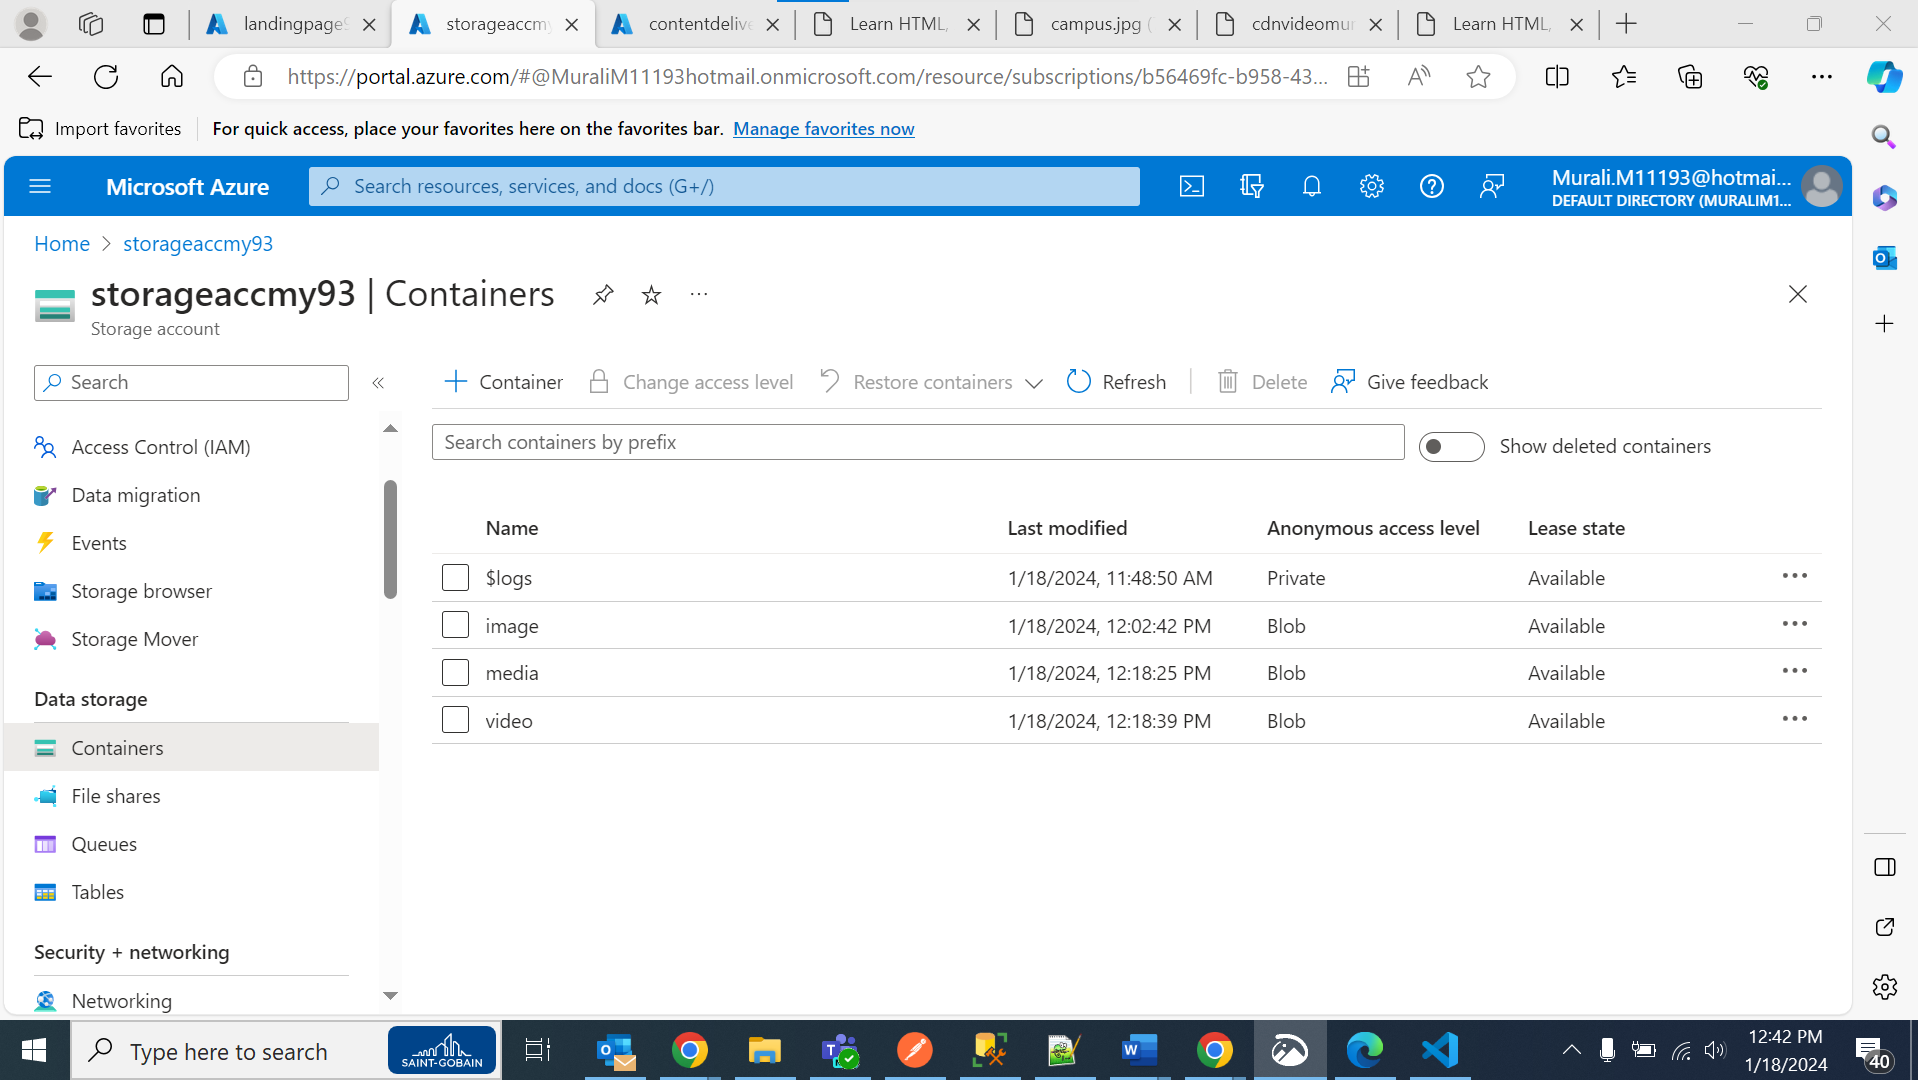 landingpage9
storageaccmy
contentdelive
Learn HTML,
campus.jpg (
cdnvideomu
Learn HTML,
https://portal.azure.com/#@MuraliM11193hotmail.onmicrosoft.com/resource/subscriptions/b56469fc-b958-43...
Import favorites
For quick access, place your favorites here on the favorites bar. Manage favorites now
Microsoft Azure
Search resources, services, and docs (G+/)
Murali.M11193@hotmai...
DEFAULT DIRECTORY (MURALIM1...
Home > storageaccmy93
storageaccmy93 | Containers
Storage account
Search
Container
Change access level
Restore containers
Refresh
Delete
Give feedback
Search containers by prefix
Show deleted containers
Access Control (IAM)
Data migration
Events
Storage browser
Storage Mover
Data storage
Containers
File shares
Queues
Tables
Security + networking
Networking
Name Last modified Anonymous access level Lease state
$logs 1/18/2024, 11:48:50 AM Private Available
image 1/18/2024, 12:02:42 PM Blob Available
media 1/18/2024, 12:18:25 PM Blob Available
video 1/18/2024, 12:18:39 PM Blob Available
Type here to search
SAINT-GOBAIN
12:42 PM
1/18/2024
40